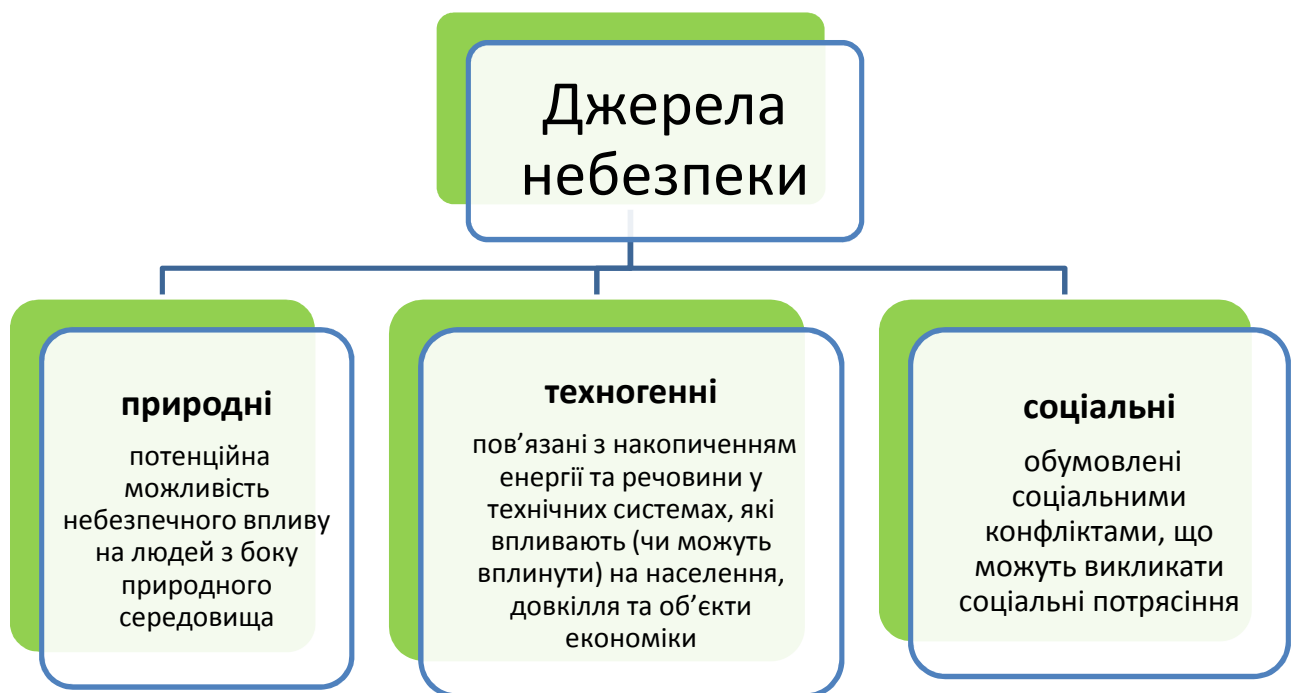 Джерела
небезпеки
природні
потенційна
можливість
небезпечного впливу
на людей з боку
природного
середовища
техногенні
пов’язані з накопиченням
енергії та речовини у
технічних системах, які
впливають (чи можуть
вплинути) на населення,
довкілля та об’єкти
економіки
соціальні
обумовлені
соціальними
конфліктами, що
можуть викликати
соціальні потрясіння